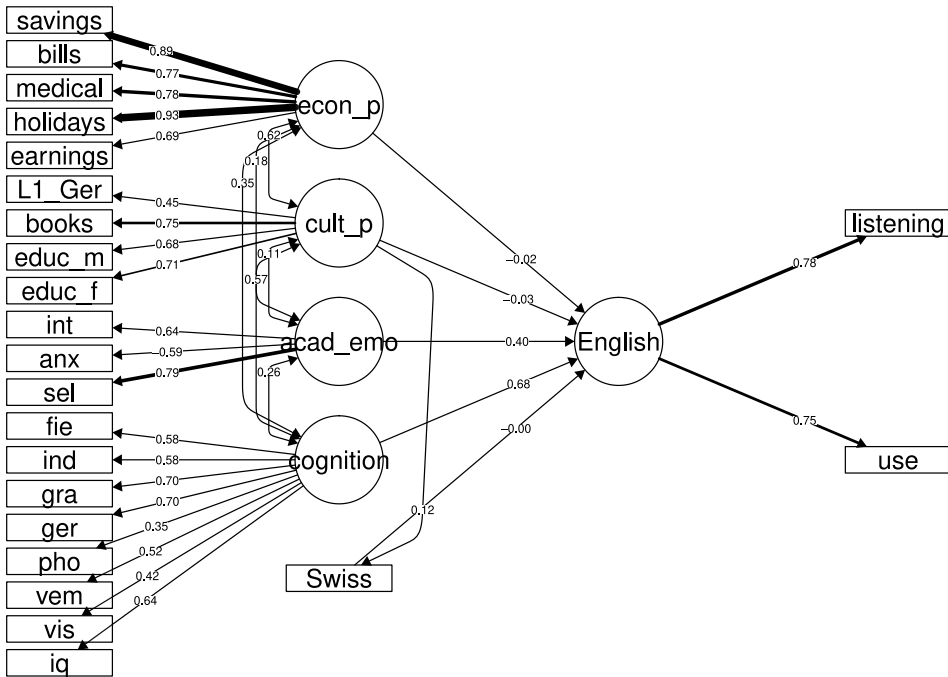 savings
bills
medical
holidays
earnings
L1_Ger
books
educ_m
educ_f
int
anx
sel
fie
ind
gra
ger
pho
vem
vis
iq
0.89
0.77
0.78
0.93
0.69
0.45
0.75
0.68
0.71
0.64
−0.59
0.79
0.58
0.58
0.70
0.70
0.35
0.52
0.42
0.64
econ_p
0.62
0.18
0.35
cult_p
0.11
0.57
acad_emo
0.26
cognition
Swiss
0.12
−0.02
−0.03
0.40
0.68
−0.00
English
0.78
0.75
listening
use